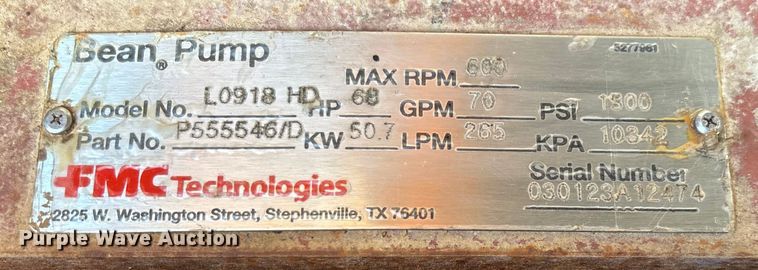 Bean® Pump
5277961
MAX RPM 600
Model No. L0918 HD HP 68 GPM 70 PSI 1500
Part No. P555546/D KW 50.7 LPM 265 KPA 10342
FMC Technologies
Serial Number
030123A12474
2825 W. Washington Street, Stephenville, TX 76401
Purple Wave Auction